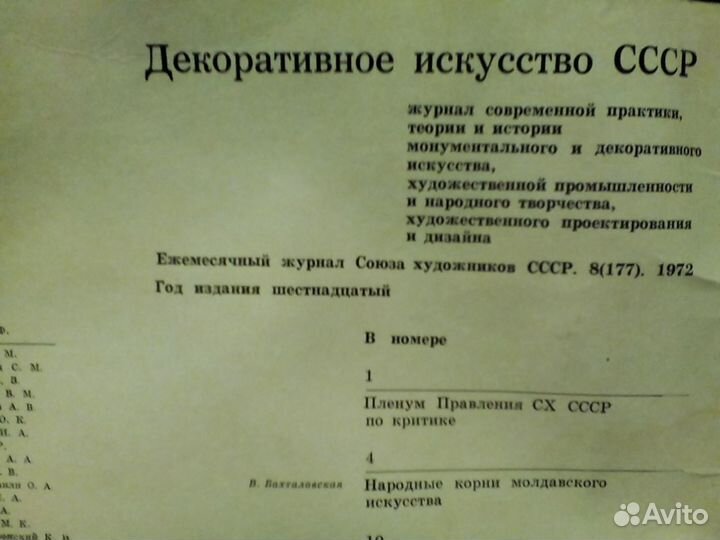 Декоративное искусство СССР
журнал современной практики,
теории и истории
монументального и декоративного
искусства,
художественной промышленности
и народного творчества,
художественного проектирования
и дизайна
Ежемесячный журнал Союза художников СССР. 8(177). 1972
Год издания шестнадцатый
В номере
1
Пленум Правления СХ СССР
по критике
4
В. Вахталовская Народные корни молдавского
искусства
М.
С. М.
В.
В. М.
А. В.
О. К.
И. А.
А. А.
В.
О. А.
А.
А.
М. К.
Avito